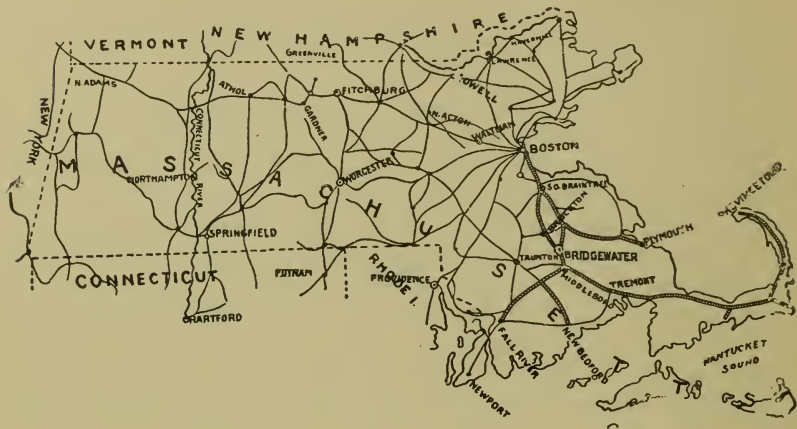 VERMONT
NEW HAMPSHIRE
GREENVILLE
HAVERHILL
LAWRENCE
LOWELL
N. ADAMS
ATHOL
FITCHBURG
GARDNER
N. ACTON
WALTHAM
NEW YORK
CONNECTICUT RIVER
BOSTON
MASSACHUSETTS
NORTHAMPTON
WORCESTER
SO. BRAINTREE
BROCKTON
PLYMOUTH
SPRINGFIELD
TAUNTON
BRIDGEWATER
MIDDLEBORO
TREMONT
CONNECTICUT
PUTNAM
RHODE I.
PROVIDENCE
HARTFORD
FALL RIVER
NEW BEDFORD
NANTUCKET
SOUND
NEWPORT